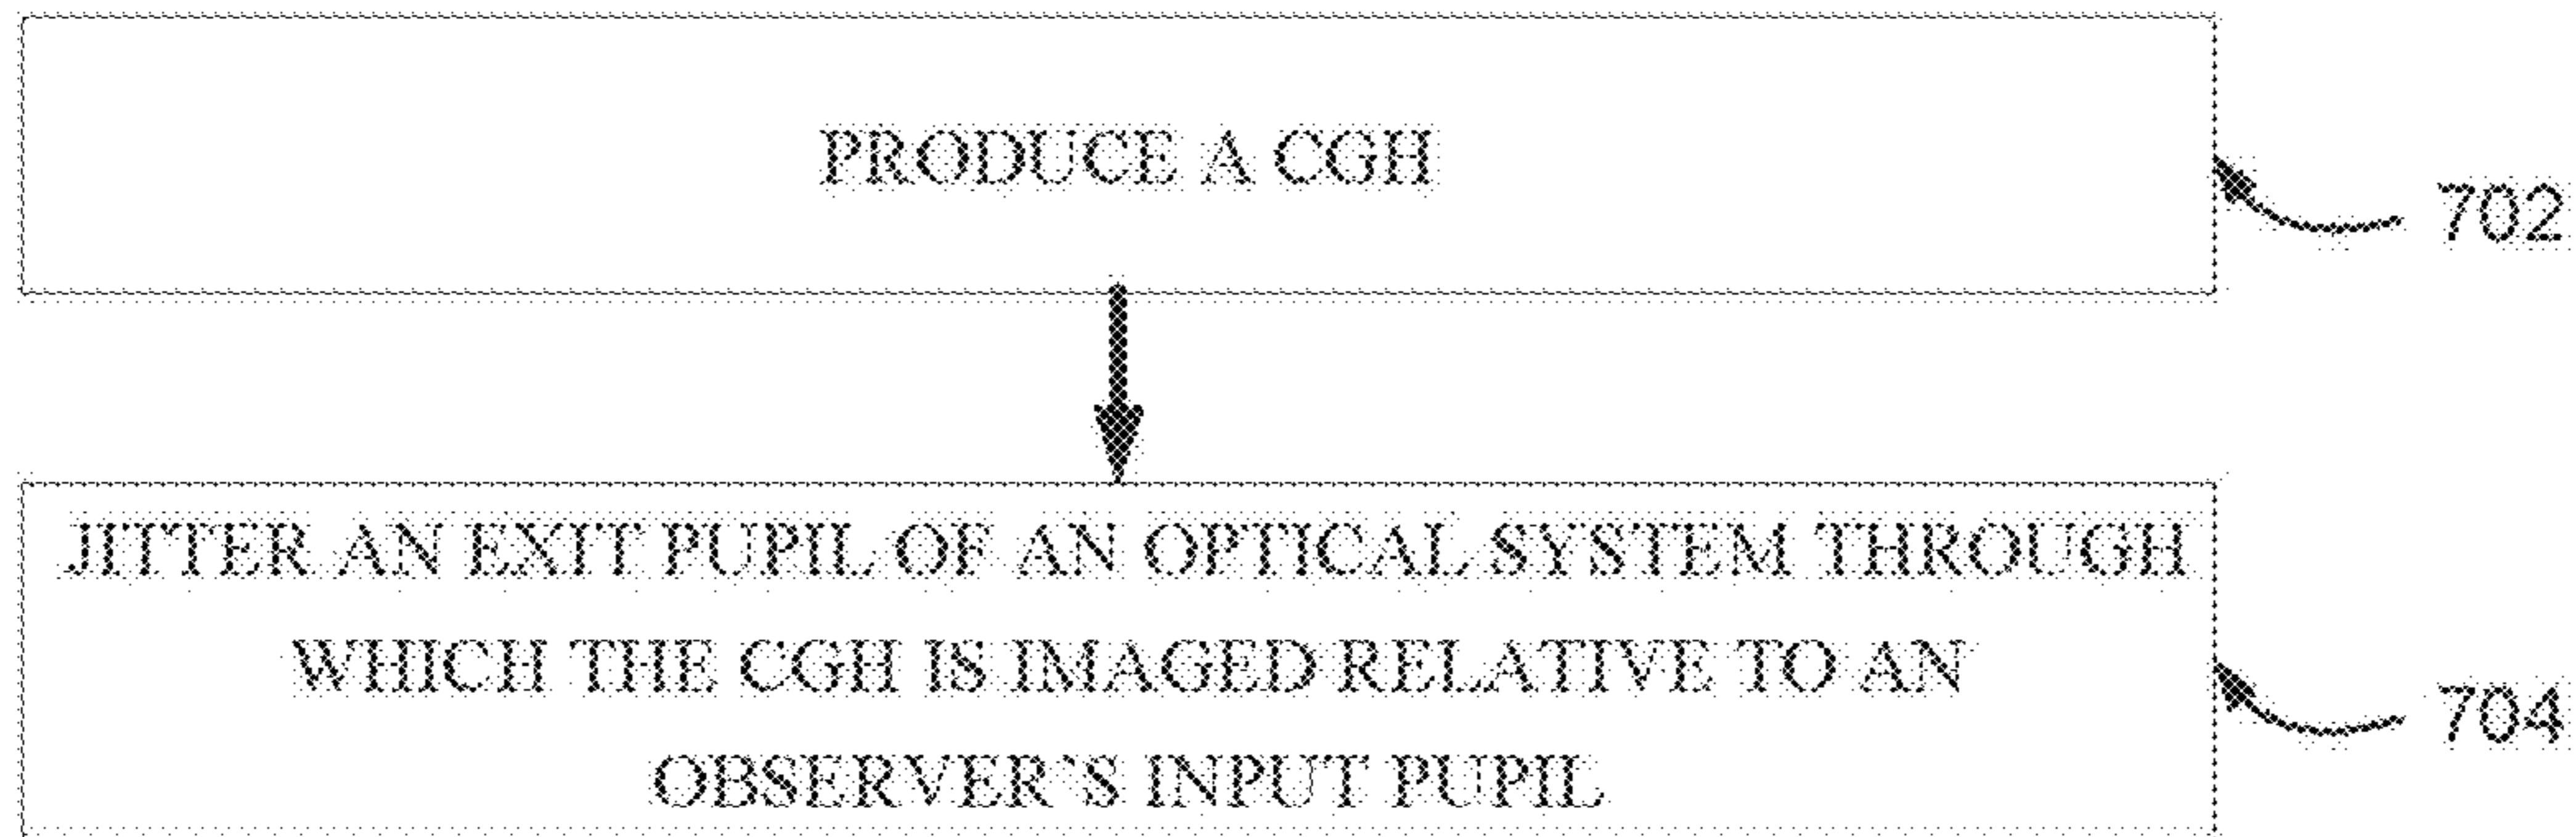 PRODUCE A CGH
702
JITTER AN EXIT PUPIL OF AN OPTICAL SYSTEM THROUGH
WHICH THE CGH IS IMAGED RELATIVE TO AN
OBSERVER`S INPUT PUPIL
704